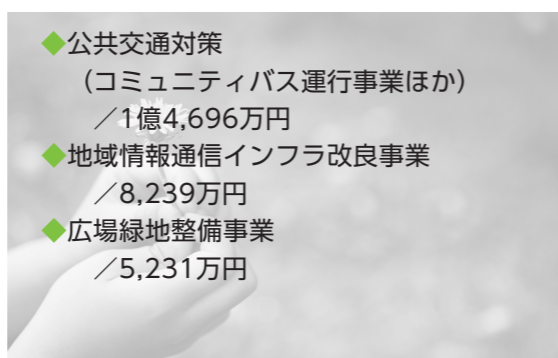 ◆公共交通対策
(コミュニティバス運行事業ほか)
／1億4,696万円
◆地域情報通信インフラ改良事業
／8,239万円
◆広場緑地整備事業
／5,231万円